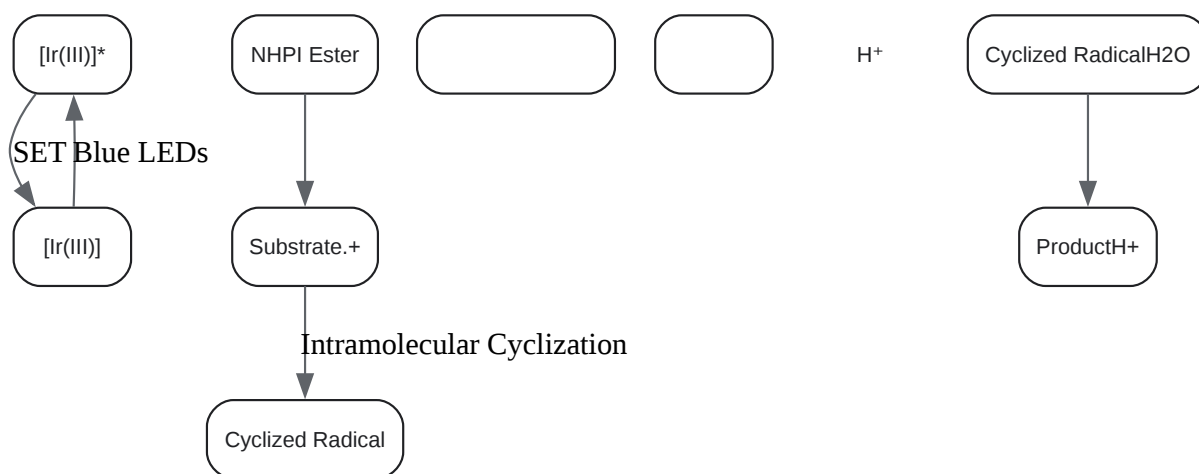 [Ir(III)]*
NHPI Ester
H⁺
Cyclized RadicalH2O
SET
Blue LEDs
[Ir(III)]
Substrate.+
ProductH+
Intramolecular Cyclization
Cyclized Radical